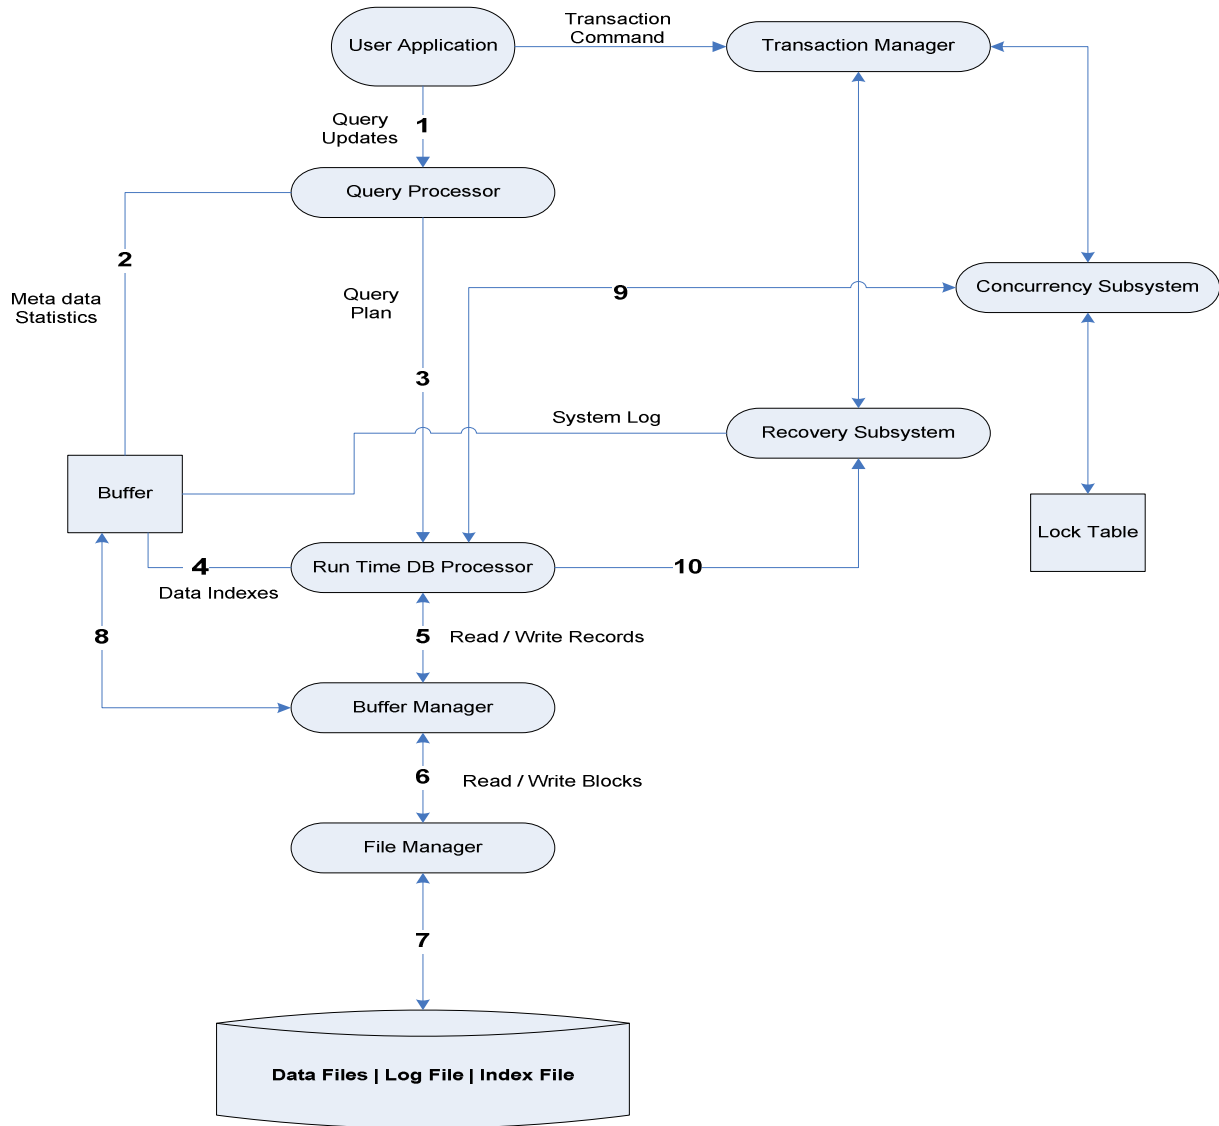 User Application
Transaction
Command
Transaction Manager
Query
Updates
1
Query Processor
2
Meta data
Statistics
Query
Plan
9
Concurrency Subsystem
3
System Log
Recovery Subsystem
Buffer
Lock Table
4
Data Indexes
Run Time DB Processor
10
8
5
Read / Write Records
Buffer Manager
6
Read / Write Blocks
File Manager
7
Data Files | Log File | Index File